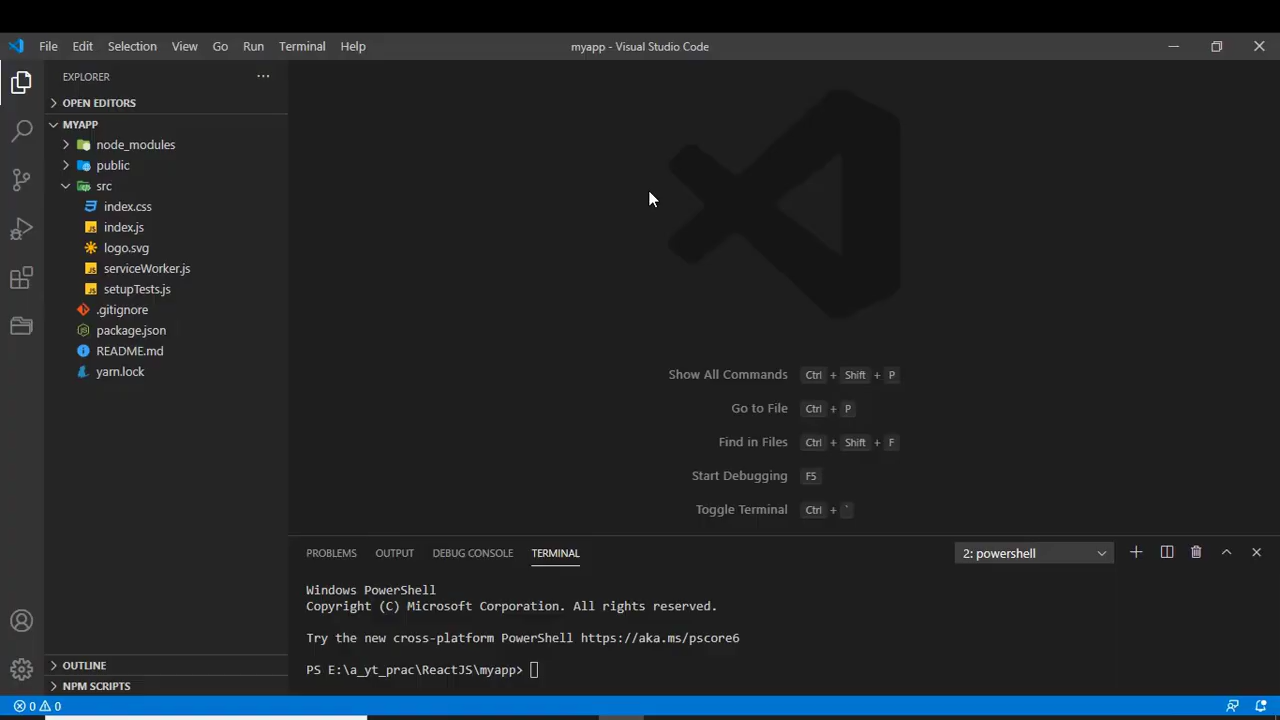 File Edit Selection View Go Run Terminal Help myapp - Visual Studio Code
EXPLORER
OPEN EDITORS
MYAPP
node_modules
public
src
index.css
index.js
logo.svg
serviceWorker.js
setupTests.js
.gitignore
package.json
README.md
yarn.lock
OUTLINE
NPM SCRIPTS
Show All Commands Ctrl + Shift + P
Go to File Ctrl + P
Find in Files Ctrl + Shift + F
Start Debugging F5
Toggle Terminal Ctrl + `
PROBLEMS OUTPUT DEBUG CONSOLE TERMINAL 2: powershell
Windows PowerShell
Copyright (C) Microsoft Corporation. All rights reserved.
Try the new cross-platform PowerShell https://aka.ms/pscore6
PS E:\a_yt_prac\ReactJS\myapp>
0 0